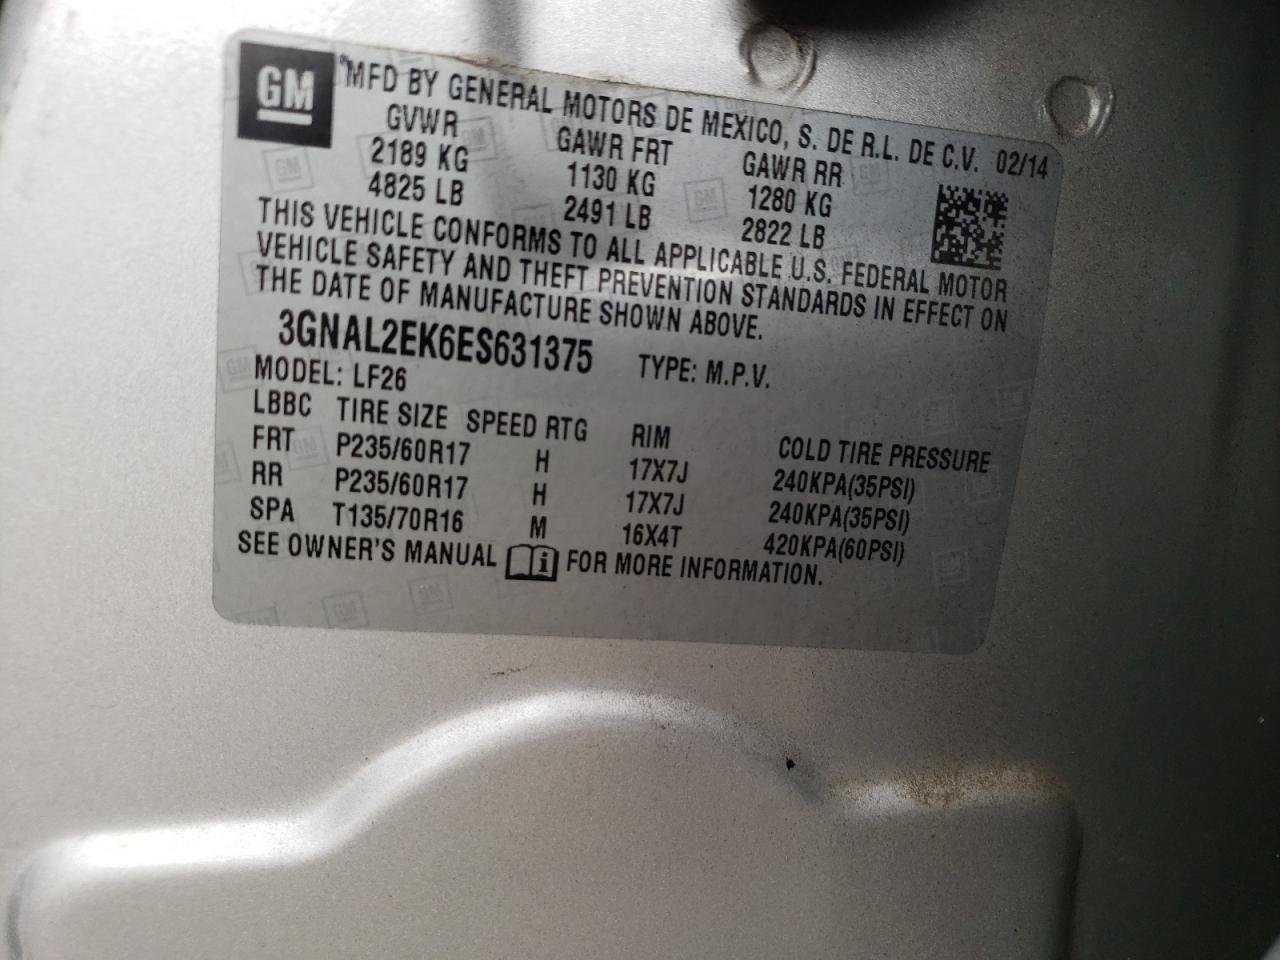 GM
MFD BY GENERAL MOTORS DE MEXICO, S. DE R.L. DE C.V. 02/14
GVWR GAWR FRT GAWR RR
2189 KG 1130 KG 1280 KG
4825 LB 2491 LB 2822 LB
THIS VEHICLE CONFORMS TO ALL APPLICABLE U.S. FEDERAL MOTOR
VEHICLE SAFETY AND THEFT PREVENTION STANDARDS IN EFFECT ON
THE DATE OF MANUFACTURE SHOWN ABOVE.
3GNAL2EK6ES631375 TYPE: M.P.V.
MODEL: LF26
LBBC TIRE SIZE SPEED RTG RIM COLD TIRE PRESSURE
FRT P235/60R17 H 17X7J 240KPA(35PSI)
RR P235/60R17 H 17X7J 240KPA(35PSI)
SPA T135/70R16 M 16X4T 420KPA(60PSI)
SEE OWNER'S MANUAL i FOR MORE INFORMATION.